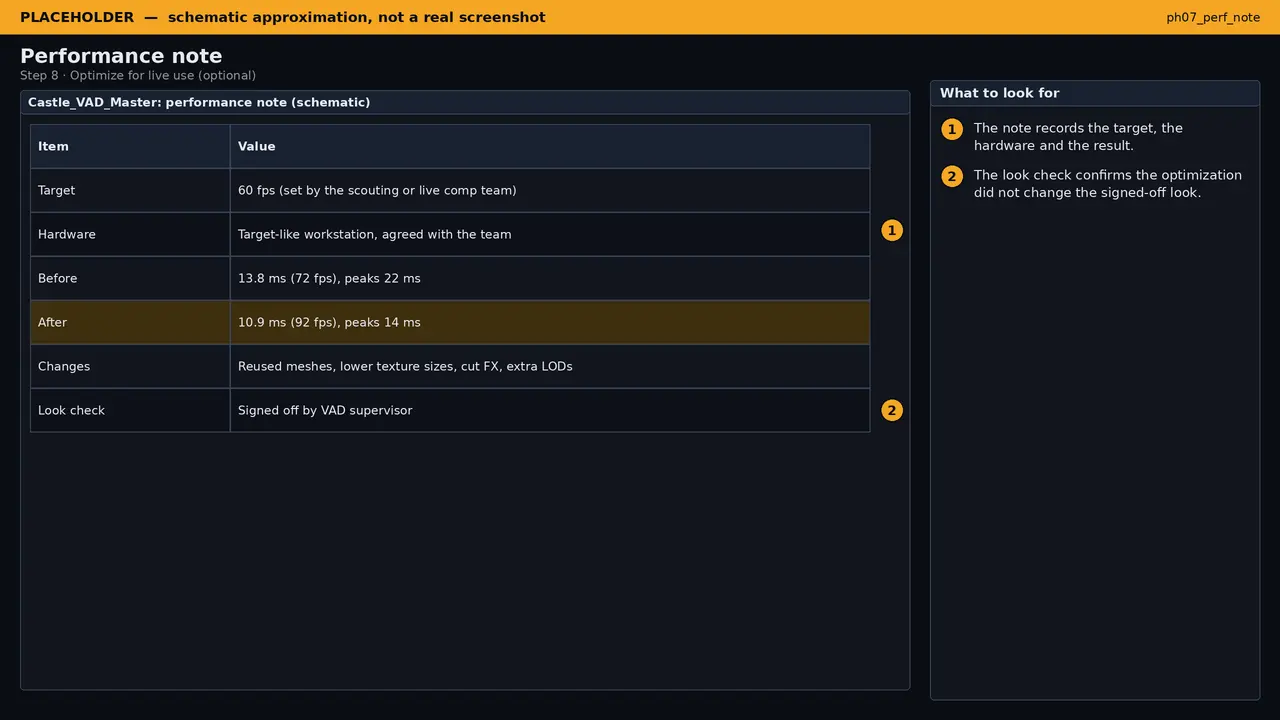 PLACEHOLDER — schematic approximation, not a real screenshot
ph07_perf_note
Performance note
Step 8 · Optimize for live use (optional)
Castle_VAD_Master: performance note (schematic)
Item Value
Target 60 fps (set by the scouting or live comp team)
Hardware Target-like workstation, agreed with the team
1
Before 13.8 ms (72 fps), peaks 22 ms
After 10.9 ms (92 fps), peaks 14 ms
Changes Reused meshes, lower texture sizes, cut FX, extra LODs
Look check Signed off by VAD supervisor
2
What to look for
1 The note records the target, the
hardware and the result.
2 The look check confirms the optimization
did not change the signed-off look.